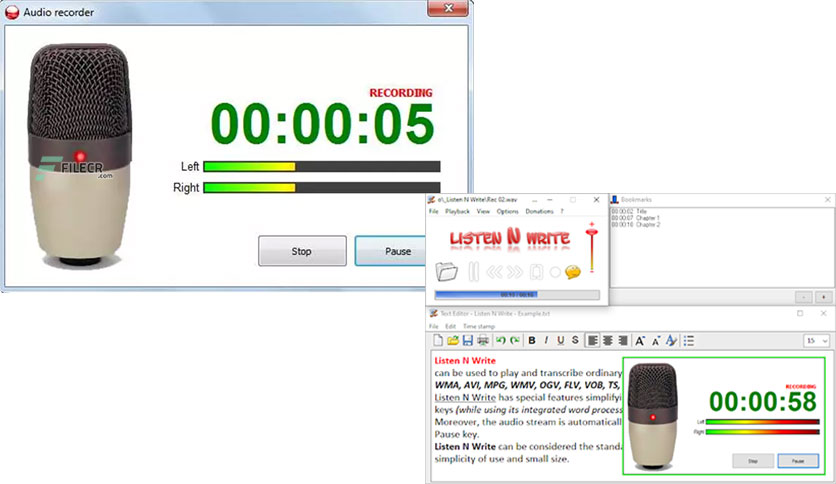 Audio recorder
RECORDING
00:00:05
Left
Right
FILECR
.com
Stop
Pause
e\_Listen N Write\Rec 02.wav
File Playback View Options Donations ?
LISTEN N WRITE
Bookmarks
00:00:02 Title
00:00:07 Chapter 1
00:00:16 Chapter 2
- +
Text Editor - Listen N Write - Example.txt
File Edit Time stamp
B I U S A A 15
Listen N Write
can be used to play and transcribe ordinary
WMA, AVI, MPG, WMV, OGV, FLV, VOB, TS,
Listen N Write has special features simplifyi
keys (while using its integrated word process
Moreover, the audio stream is automaticall
Pause key.
Listen N Write can be considered the standa
simplicity of use and small size.
RECORDING
00:00:58
Left
Right
Stop
Pause